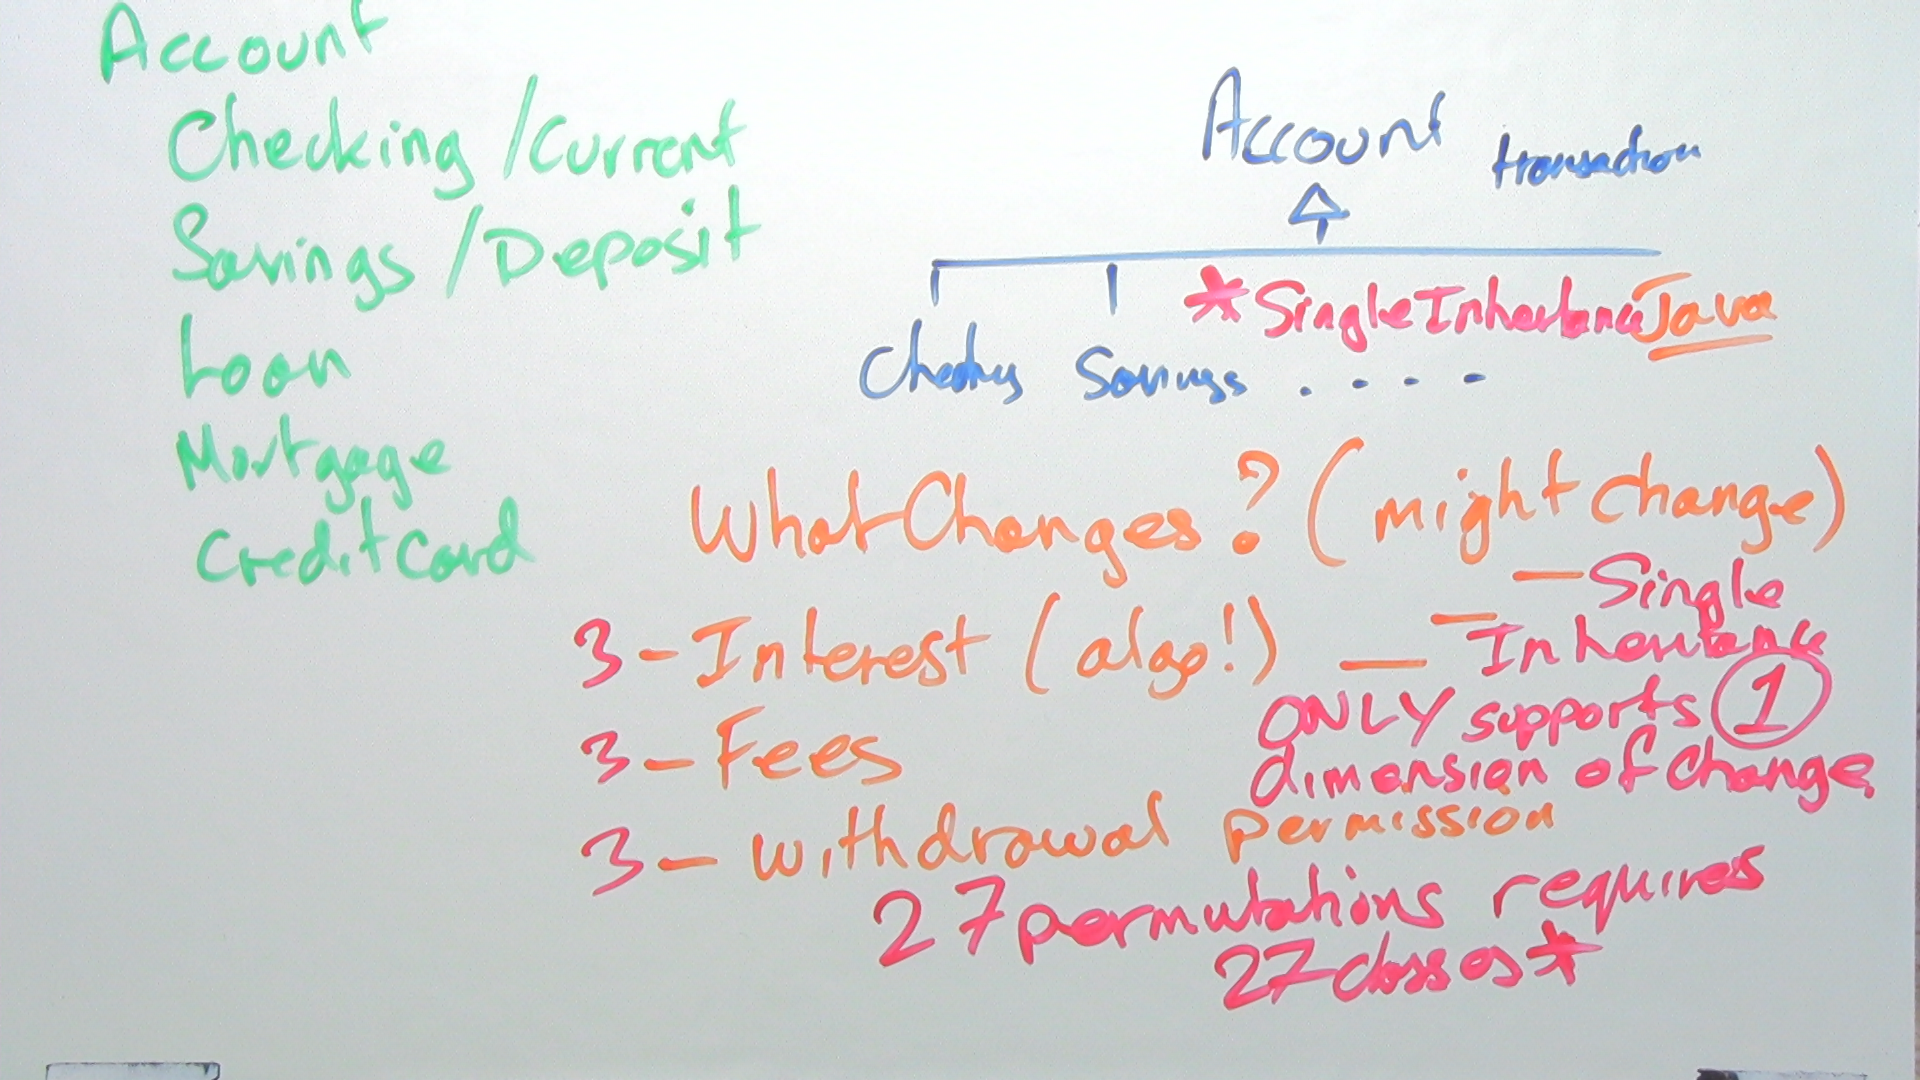 Account
Checking / Current
Savings / Deposit
Loan
Mortgage
Credit Card
Account
transaction
* Single Inheritance Java
Savings . . . .
What Changes? (might change)
3 - Interest (algo!)
3 - Fees
3 - withdrawal permission
- Single
Inheritance
ONLY supports 1
dimension of change
27 permutations requires
27 classes *